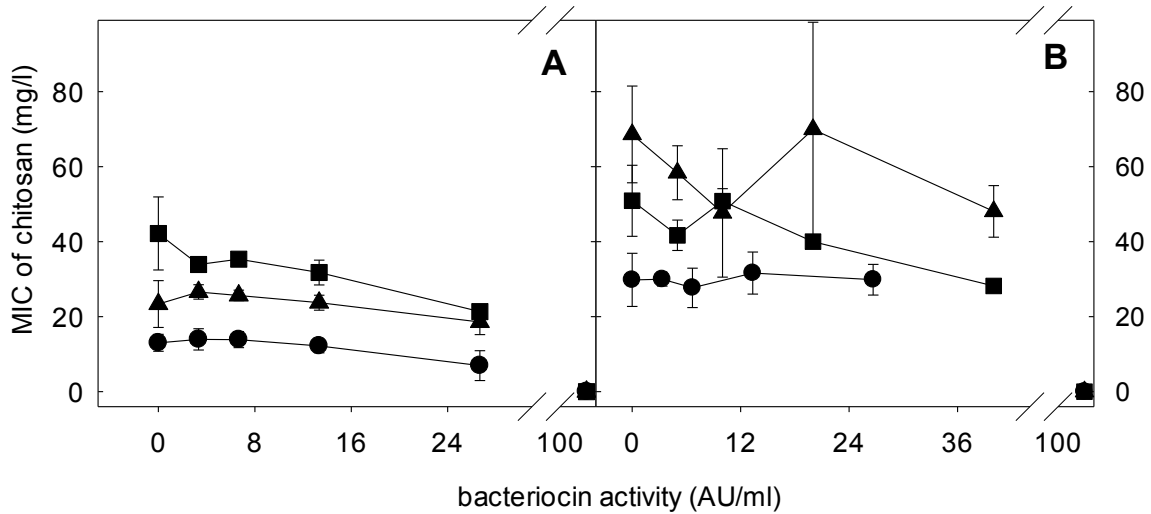 A B
MIC of chitosan (mg/l)
80 80
60 60
40 40
20 20
0 0
0 8 16 24 100 0 12 24 36 100
bacteriocin activity (AU/ml)